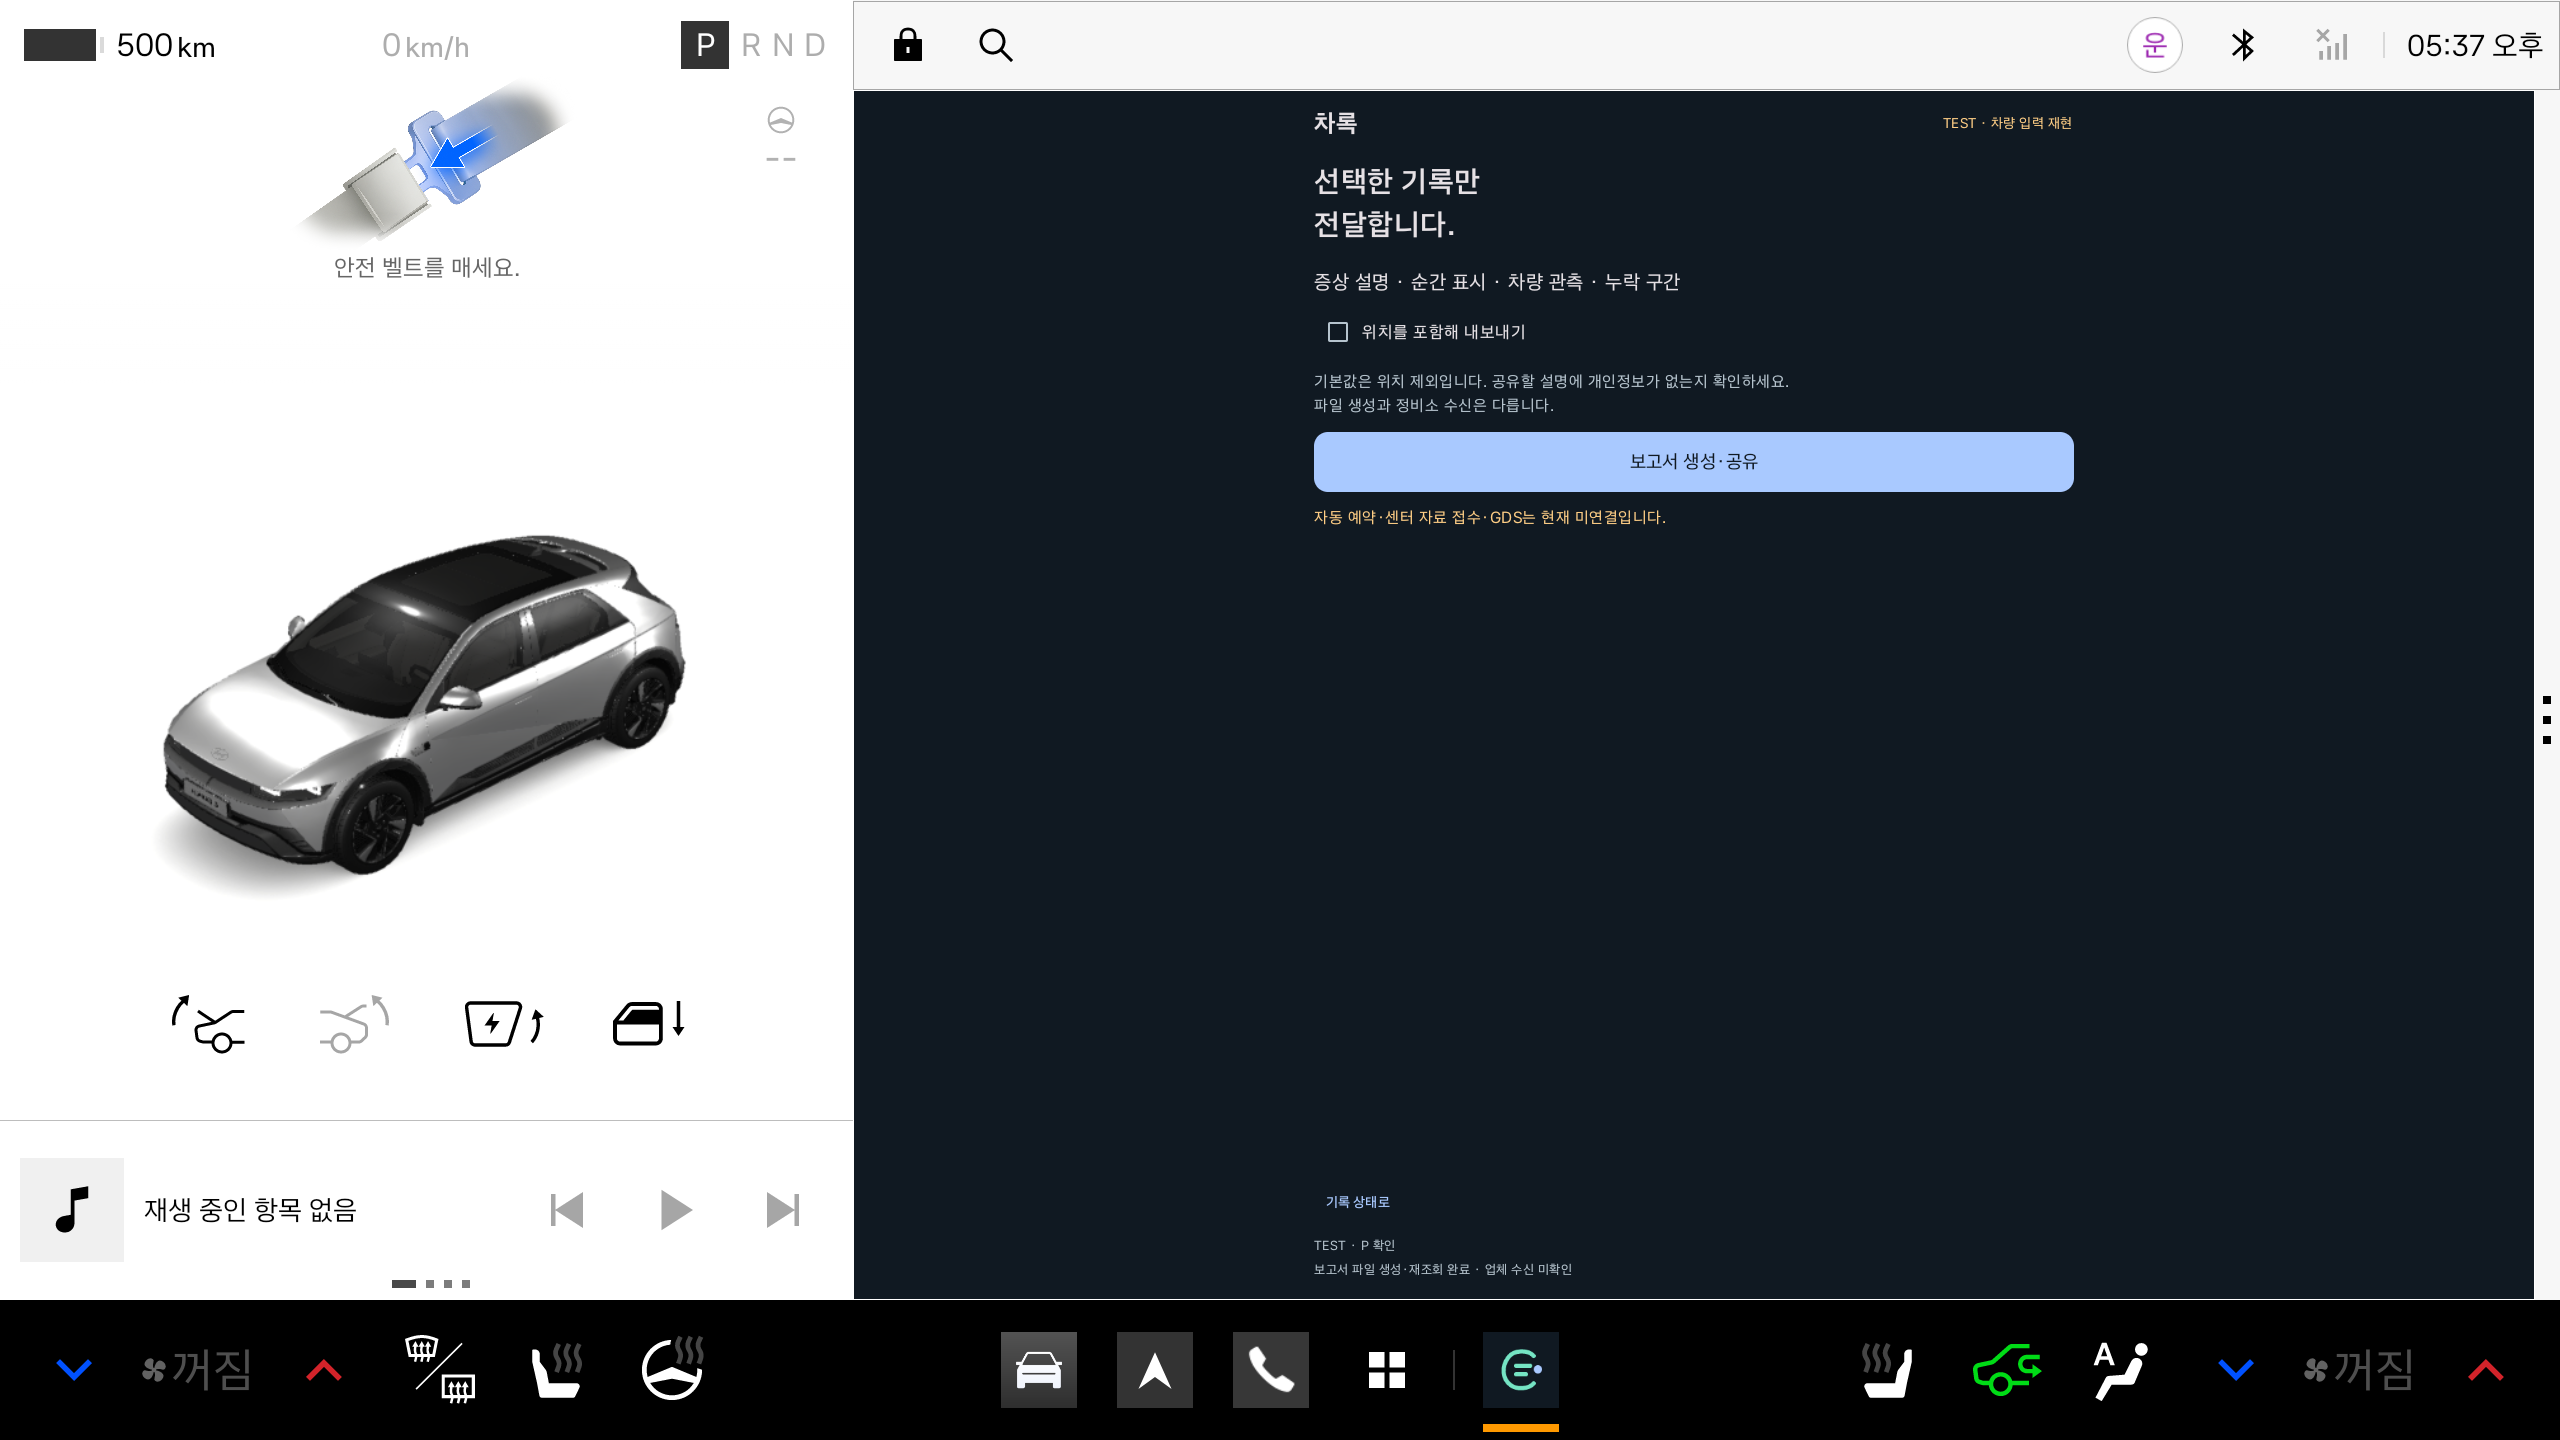 500 km
0 km/h
P R N D
운
05:37 오후
안전 벨트를 매세요.
차록
TEST · 차량 입력 재현
선택한 기록만
전달합니다.
증상 설명 · 순간 표시 · 차량 관측 · 누락 구간
위치를 포함해 내보내기
기본값은 위치 제외입니다. 공유할 설명에 개인정보가 없는지 확인하세요.
파일 생성과 정비소 수신은 다릅니다.
보고서 생성·공유
자동 예약·센터 자료 접수·GDS는 현재 미연결입니다.
기록 상태로
TEST · P 확인
보고서 파일 생성·재조회 완료 · 업체 수신 미확인
재생 중인 항목 없음
꺼짐
A
꺼짐